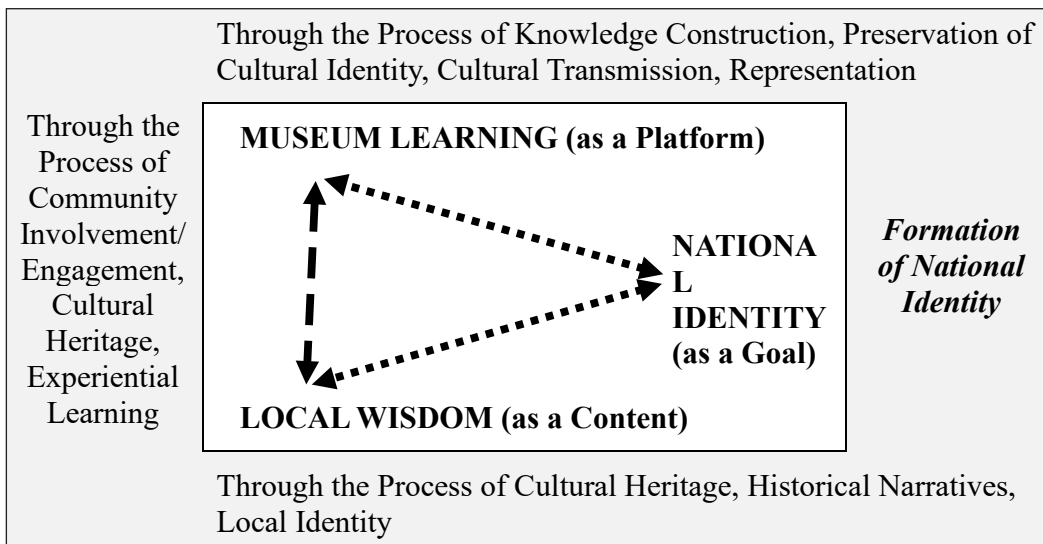 Through the Process of Knowledge Construction, Preservation of
Cultural Identity, Cultural Transmission, Representation
Through the
Process of
Community
Involvement/
Engagement,
Cultural
Heritage,
Experiential
Learning
MUSEUM LEARNING (as a Platform)
NATIONA
L
IDENTITY
(as a Goal)
LOCAL WISDOM (as a Content)
Formation
of National
Identity
Through the Process of Cultural Heritage, Historical Narratives,
Local Identity